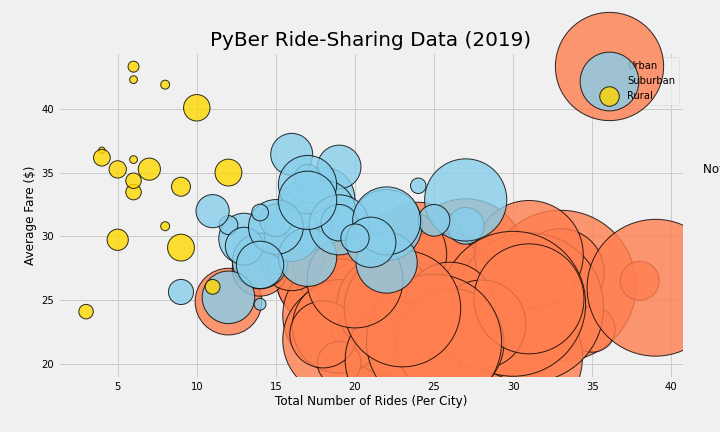 PyBer Ride-Sharing Data (2019)
Urban
Suburban
Rural
Average Fare ($)
40
35
30
25
20
5 10 15 20 25 30 35 40
Total Number of Rides (Per City)